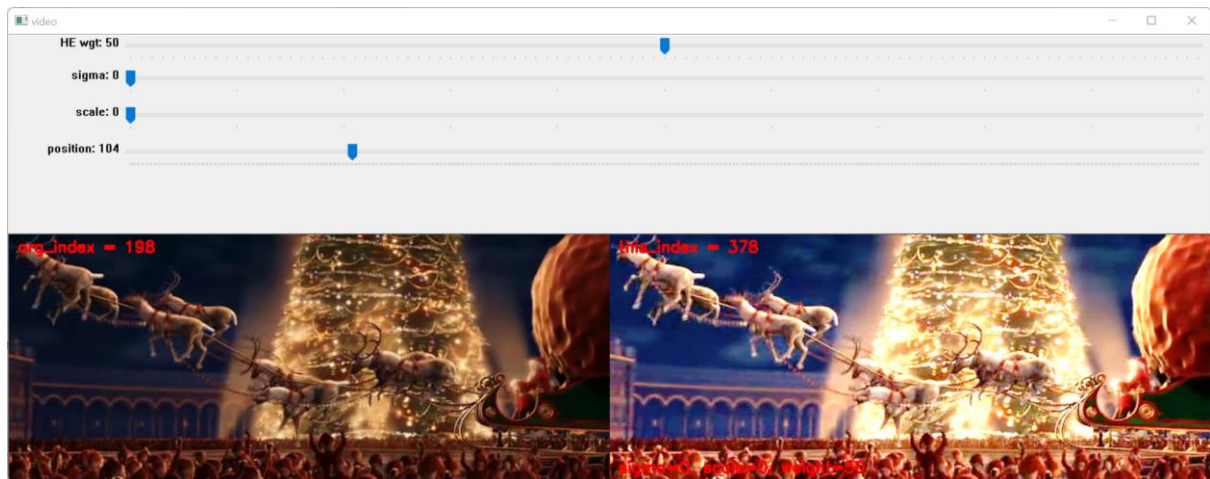 video
HE wgt: 50
sigma: 0
scale: 0
position: 104
org_index = 198
this_index = 378
sigma=0, scale=0, weight=50